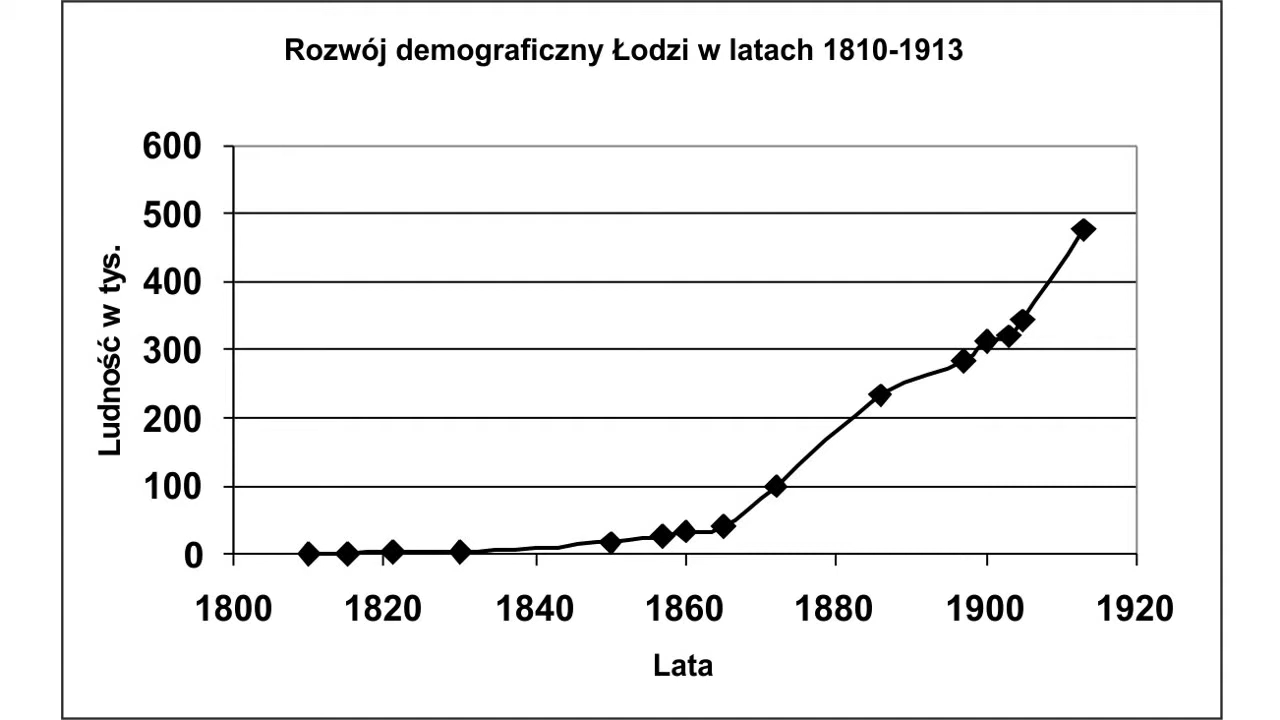 Rozwój demograficzny Łodzi w latach 1810-1913
600
500
400
300
200
100
0
Ludność w tys.
1800 1820 1840 1860 1880 1900 1920
Lata